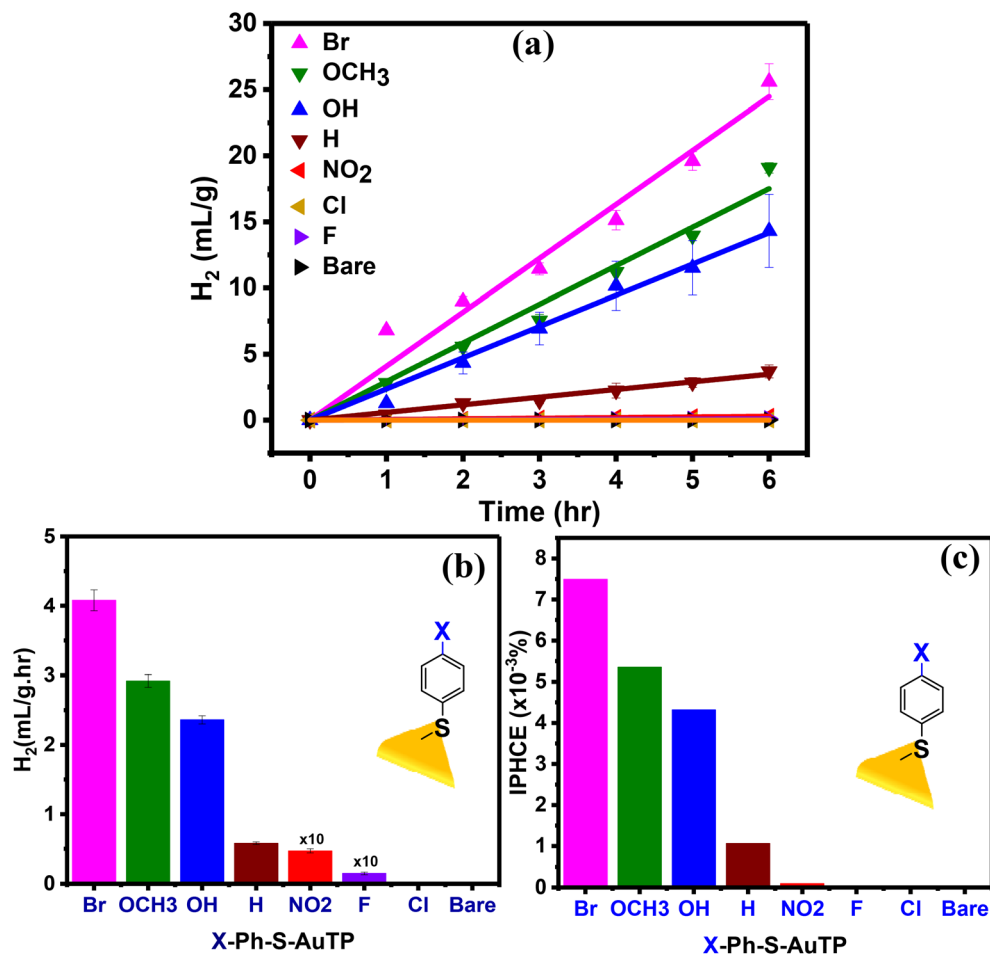 (a)
30
25
20
15
10
5
0
H2 (mL/g)
Br
OCH3
OH
H
NO2
Cl
F
Bare
0 1 2 3 4 5 6
Time (hr)
(b)
5
4
3
2
1
0
H2(mL/g.hr)
X
S
x10
x10
Br OCH3 OH H NO2 F Cl Bare
X-Ph-S-AuTP
(c)
8
7
6
5
4
3
2
1
0
IPHCE (x10-3%)
X
S
Br OCH3 OH H NO2 F Cl Bare
X-Ph-S-AuTP